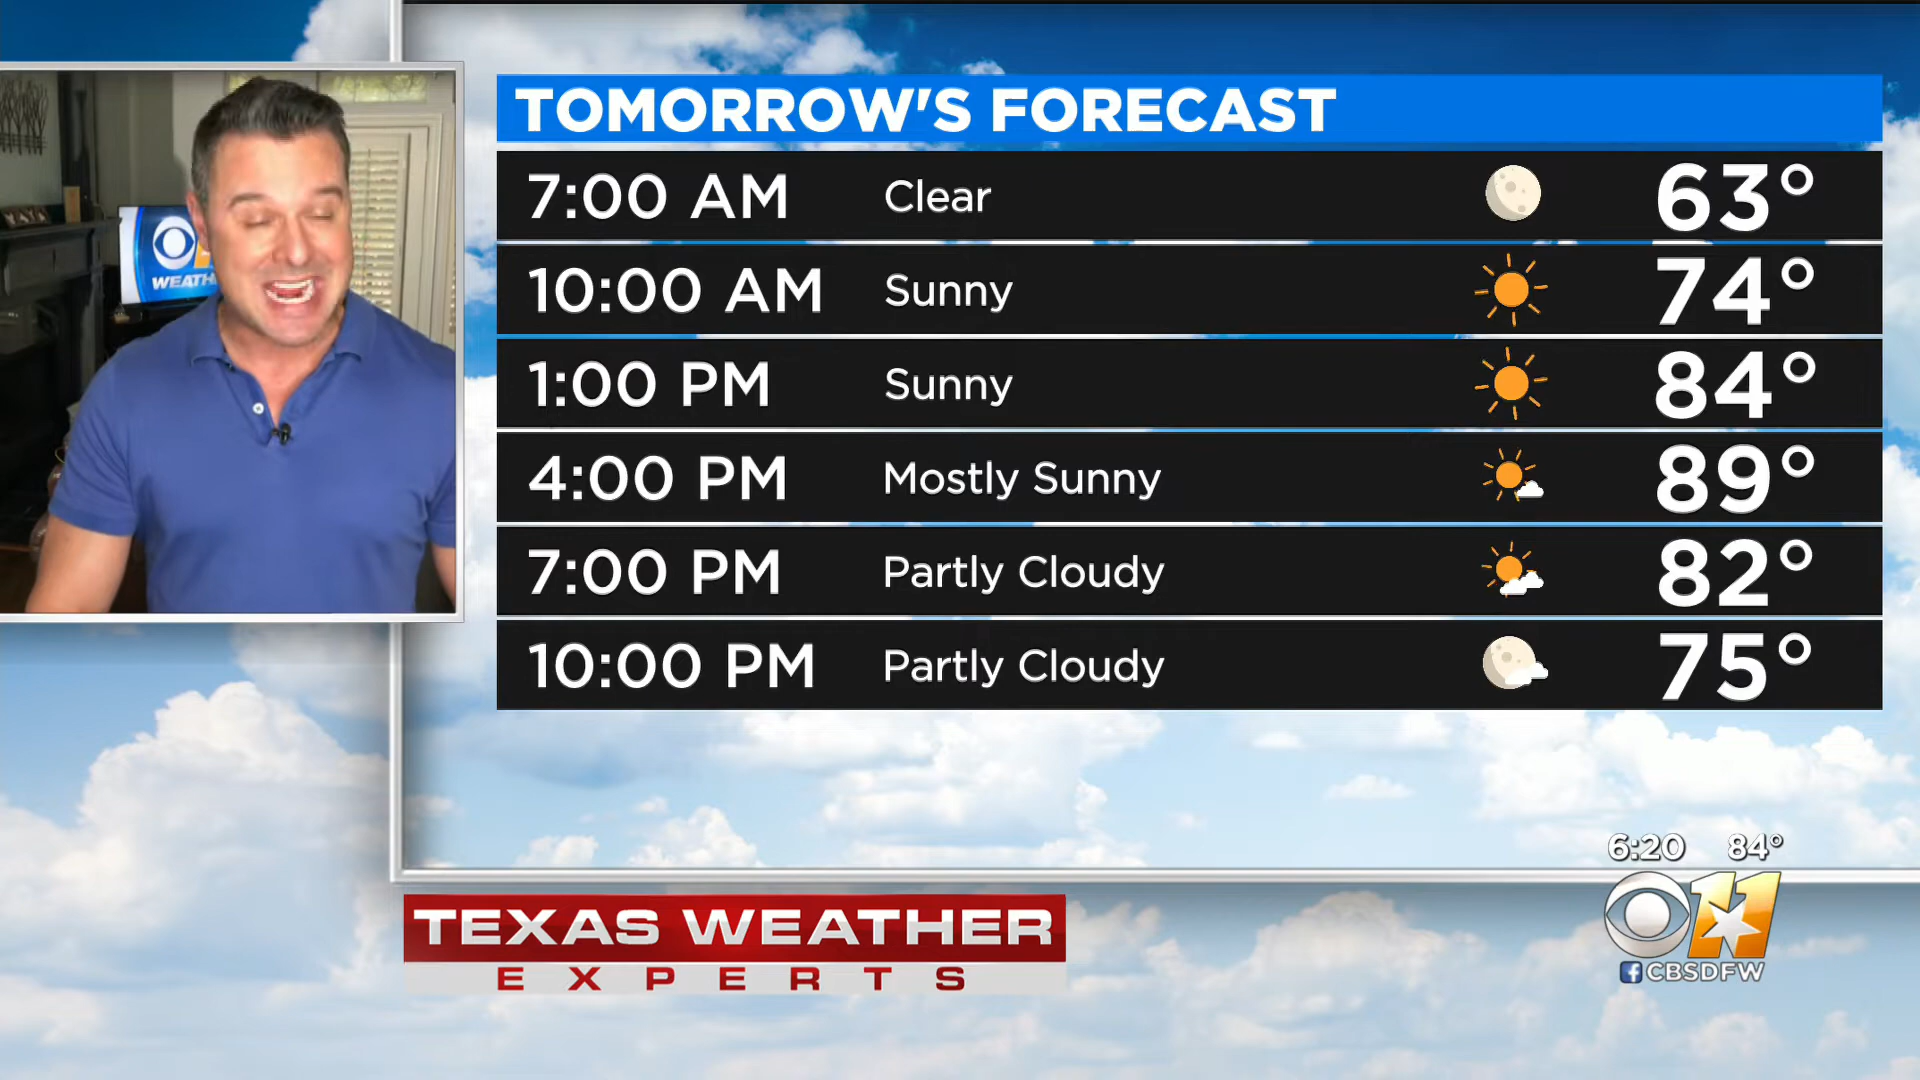 TOMORROW'S FORECAST
7:00 AM Clear 63°
10:00 AM Sunny 74°
1:00 PM Sunny 84°
4:00 PM Mostly Sunny 89°
7:00 PM Partly Cloudy 82°
10:00 PM Partly Cloudy 75°
WEATH
6:20 84°
11
CBSDFW
TEXAS WEATHER
EXPERTS